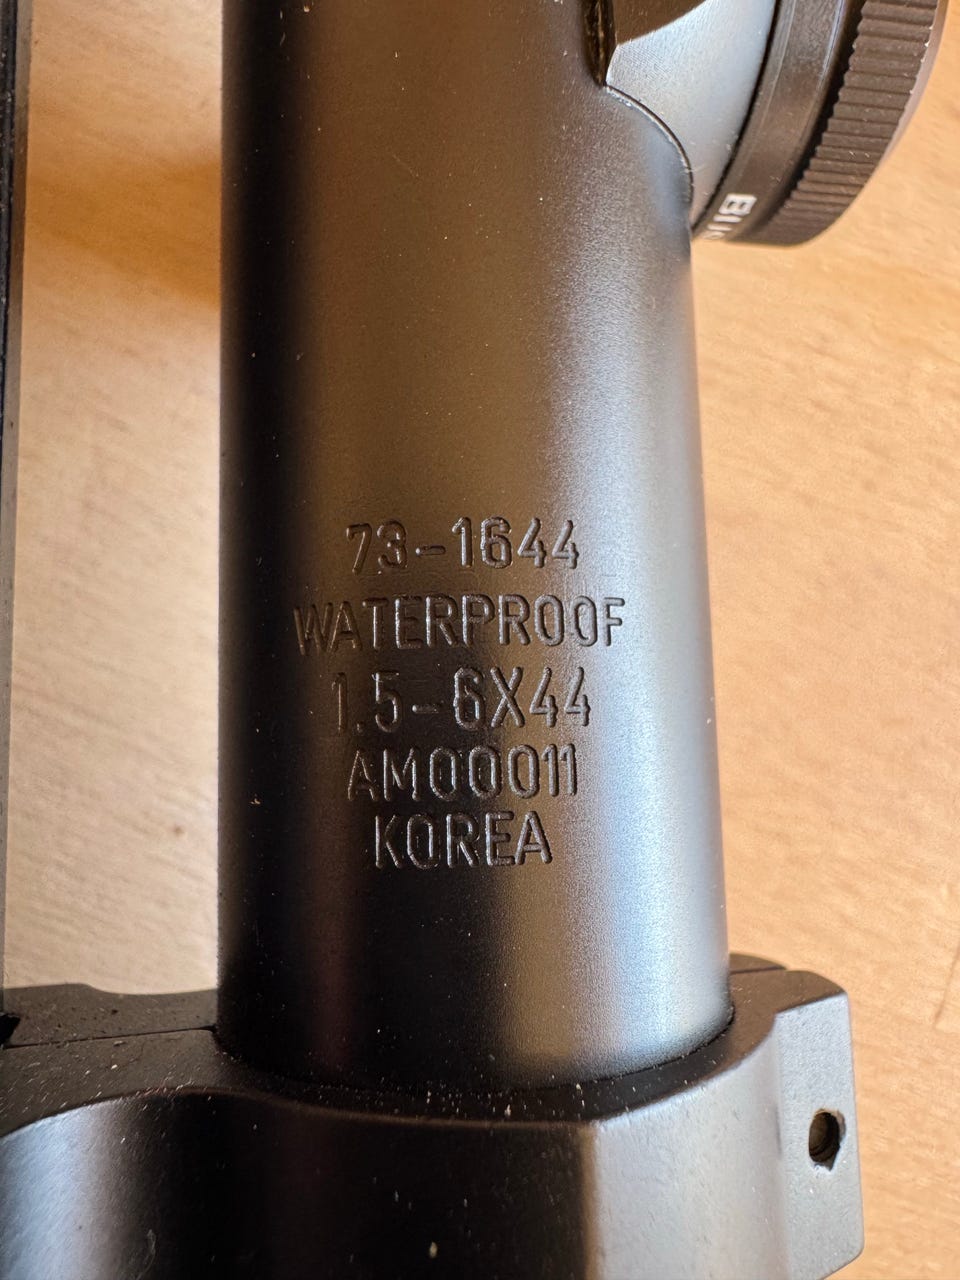 73-1644
WATERPROOF
1.5-6X44
AM00011
KOREA